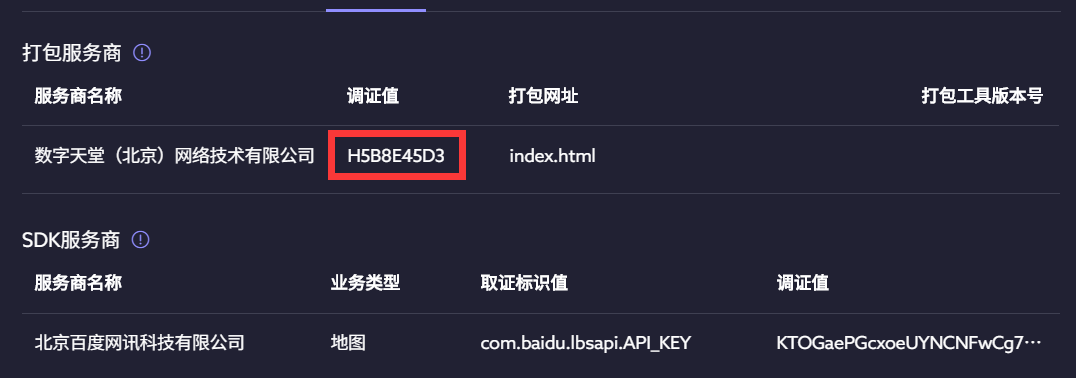 打包服务商
服务商名称 调证值 打包网址 打包工具版本号
数字天堂（北京）网络技术有限公司 H5B8E45D3 index.html
SDK服务商
服务商名称 业务类型 取证标识值 调证值
北京百度网讯科技有限公司 地图 com.baidu.lbsapi.API_KEY KTOGaePGcxoeUYNCNFwCg7···